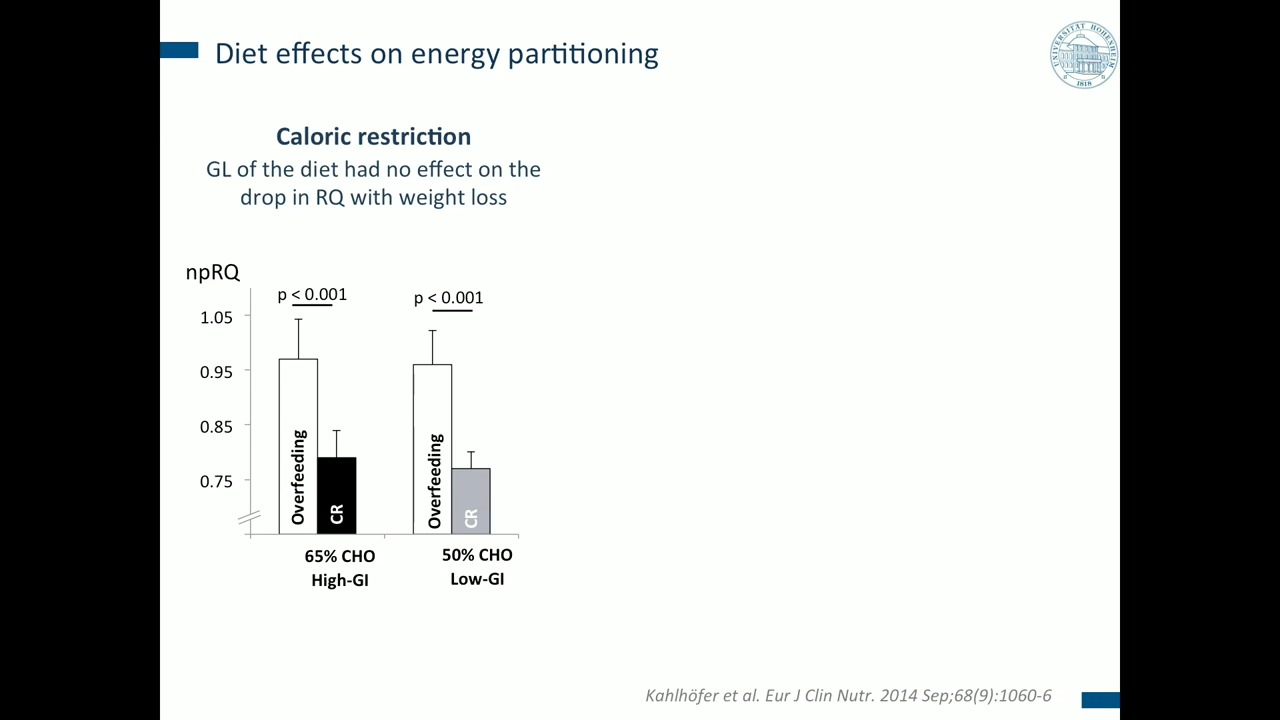 Diet effects on energy partitioning
UNIVERSITÄT HOHENHEIM
1818
Caloric restriction
GL of the diet had no effect on the
drop in RQ with weight loss
npRQ
p < 0.001
p < 0.001
1.05
0.95
0.85
0.75
Overfeeding
CR
Overfeeding
CR
65% CHO
High-GI
50% CHO
Low-GI
Kahlhöfer et al. Eur J Clin Nutr. 2014 Sep;68(9):1060-6